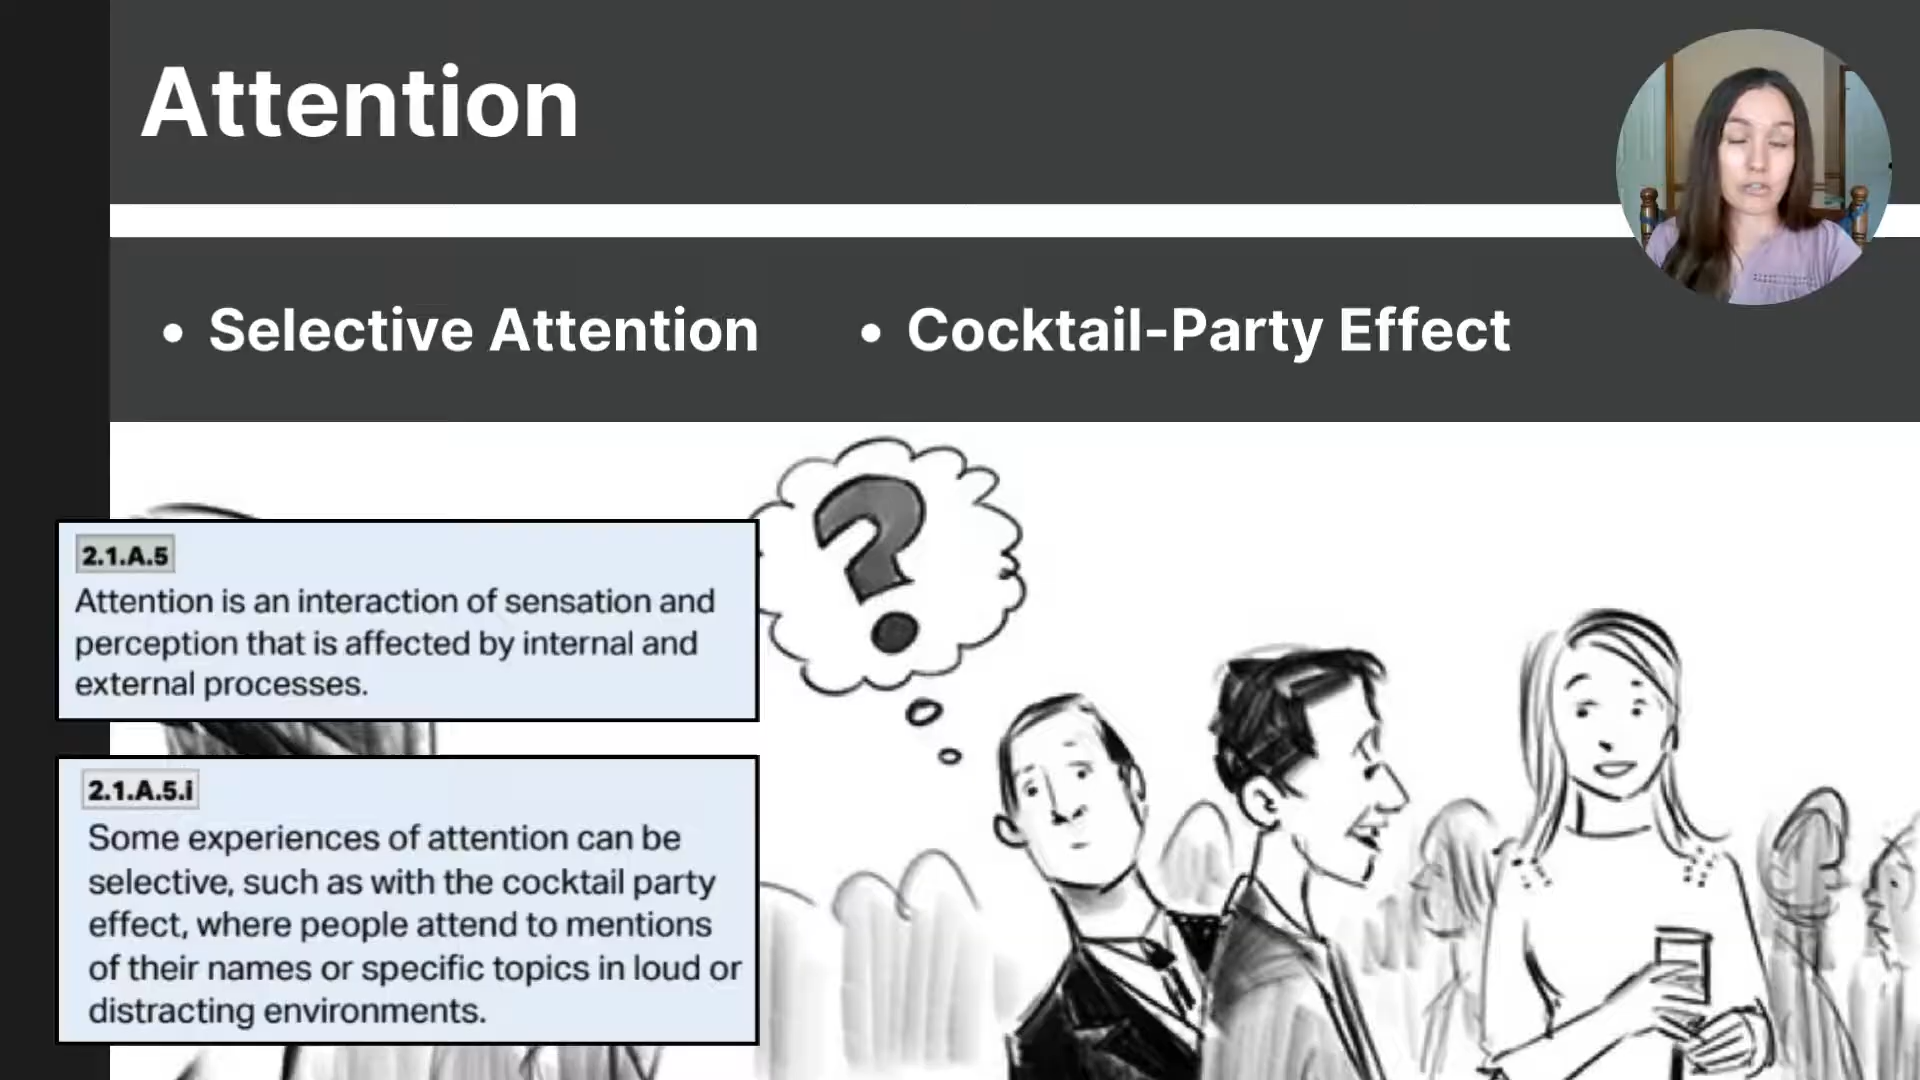 Attention
• Selective Attention
• Cocktail-Party Effect
?
2.1.A.5
Attention is an interaction of sensation and
perception that is affected by internal and
external processes.
2.1.A.5.i
Some experiences of attention can be
selective, such as with the cocktail party
effect, where people attend to mentions
of their names or specific topics in loud or
distracting environments.